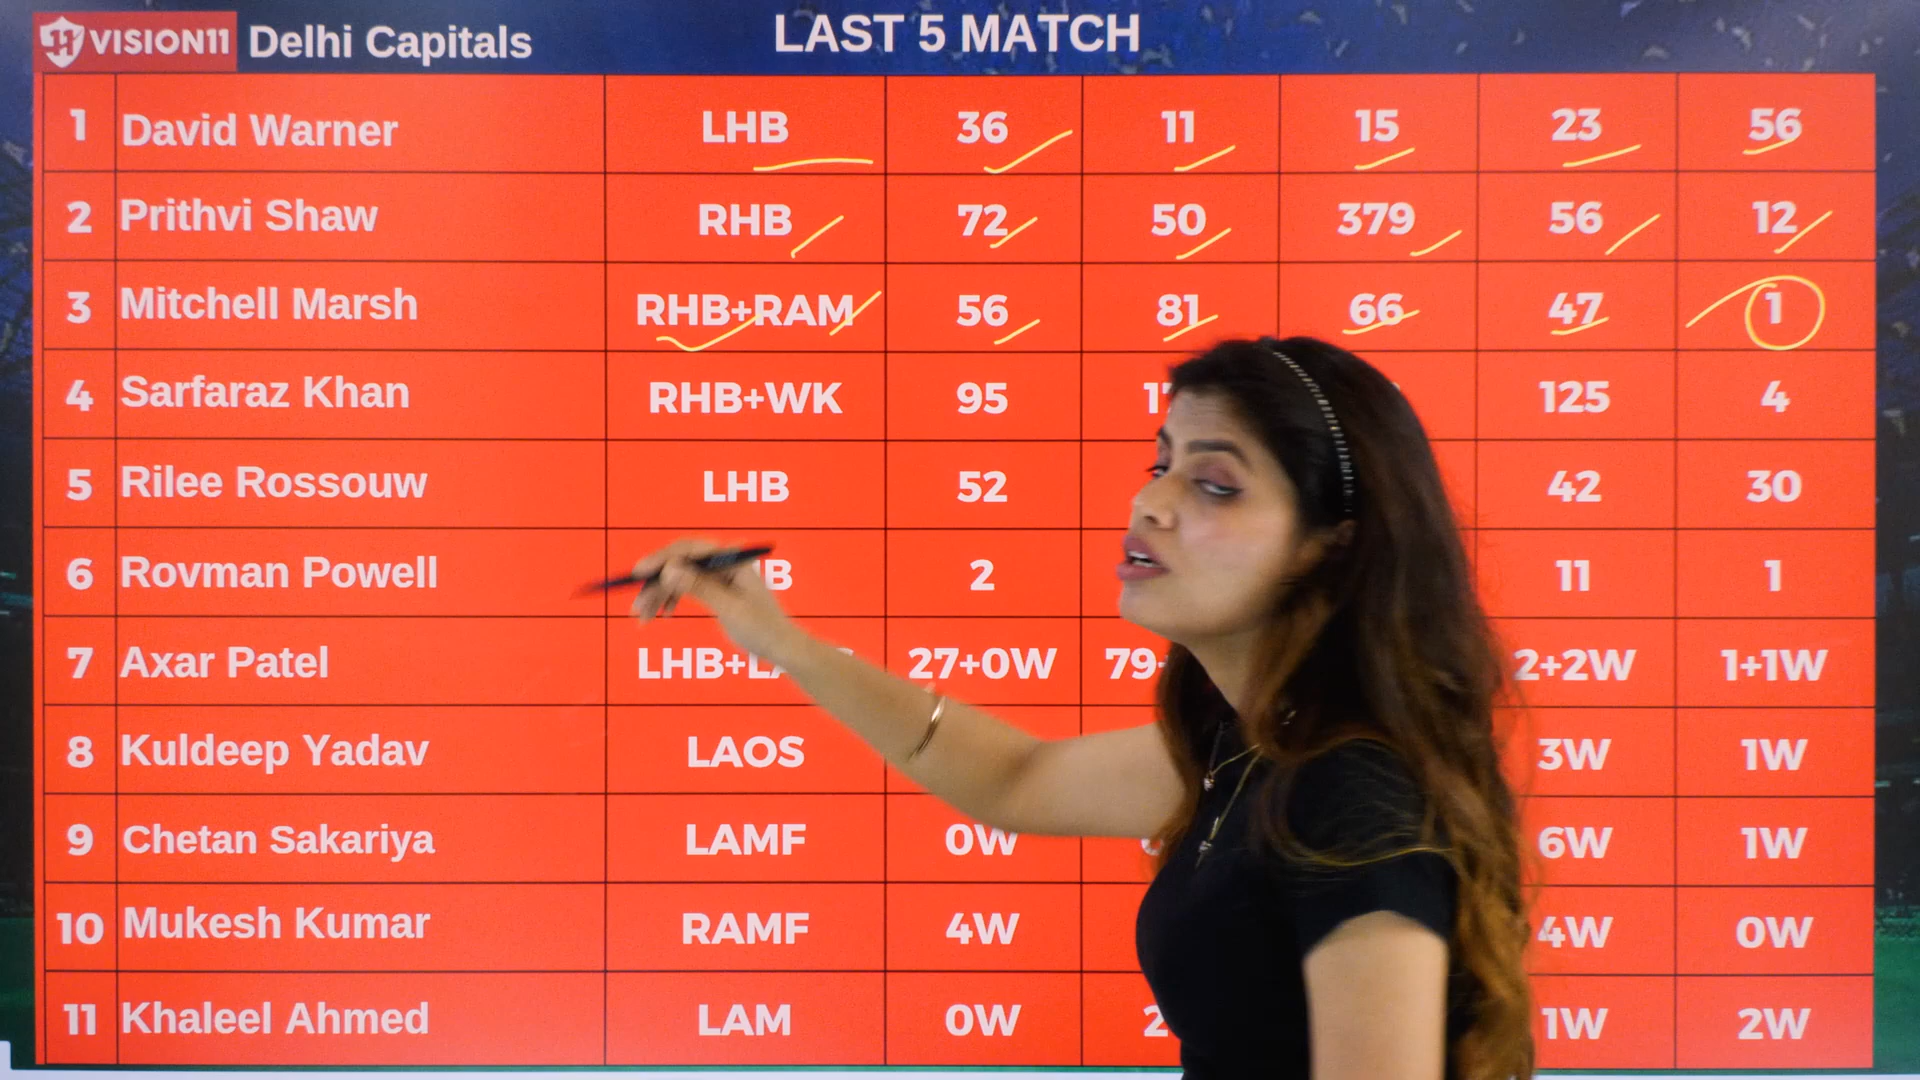 VISION11 Delhi Capitals LAST 5 MATCH
1 David Warner LHB 36 11 15 23 56
2 Prithvi Shaw RHB 72 50 379 56 12
3 Mitchell Marsh RHB+RAM 56 81 66 47 1
4 Sarfaraz Khan RHB+WK 95 125 4
5 Rilee Rossouw LHB 52 42 30
6 Rovman Powell 2 11 1
7 Axar Patel 27+0W 2+2W 1+1W
8 Kuldeep Yadav LAOS 3W 1W
9 Chetan Sakariya LAMF 0W 6W 1W
10 Mukesh Kumar RAMF 4W 4W 0W
11 Khaleel Ahmed LAM 0W 1W 2W